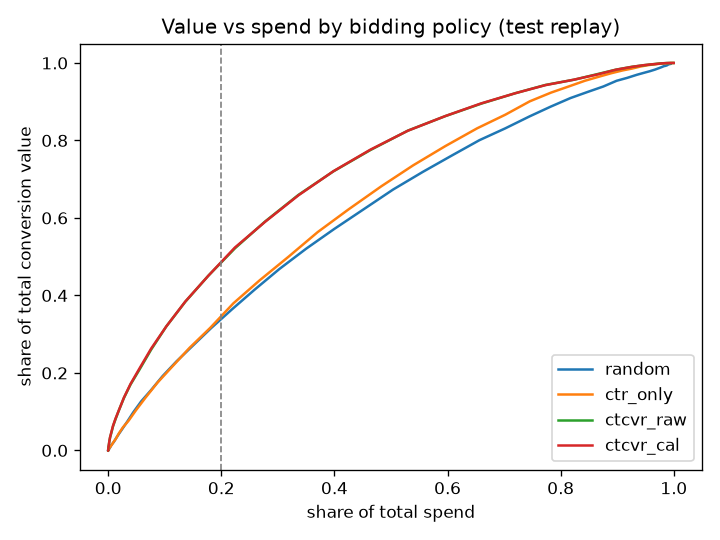 Value vs spend by bidding policy (test replay)
share of total conversion value
1.0
0.8
0.6
0.4
0.2
0.0
random
ctr_only
ctcvr_raw
ctcvr_cal
0.0 0.2 0.4 0.6 0.8 1.0
share of total spend